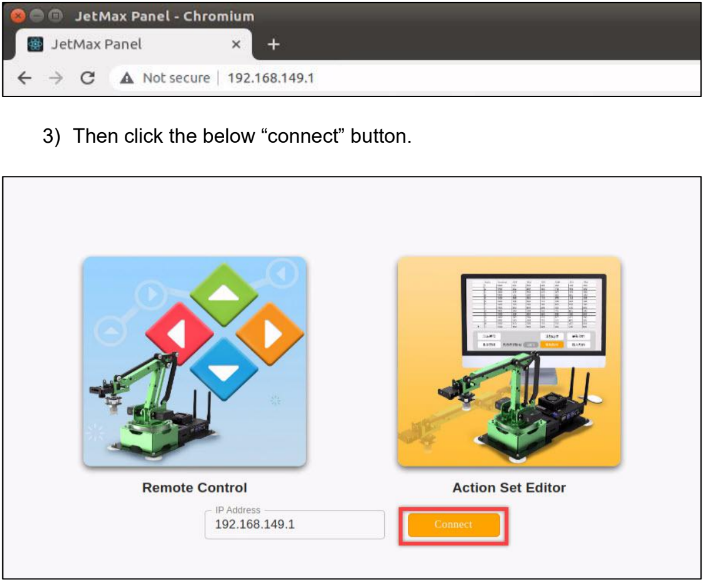 JetMax Panel - Chromium
JetMax Panel
Not secure | 192.168.149.1
3) Then click the below “connect” button.
Remote Control
Action Set Editor
IP Address
192.168.149.1
Connect